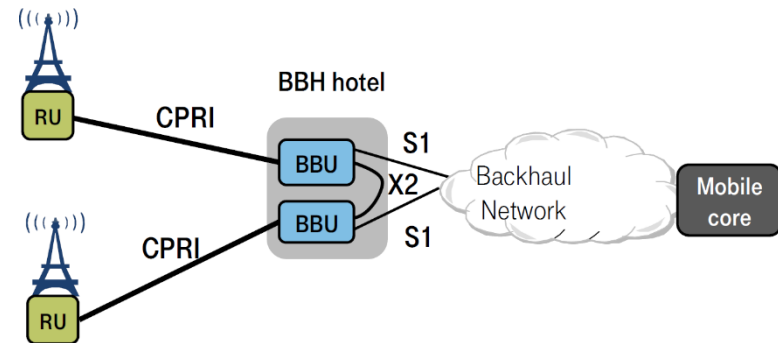 BBH hotel
RU
CPRI
BBU
S1
X2
Backhaul
Network
Mobile
core
BBU
S1
CPRI
RU